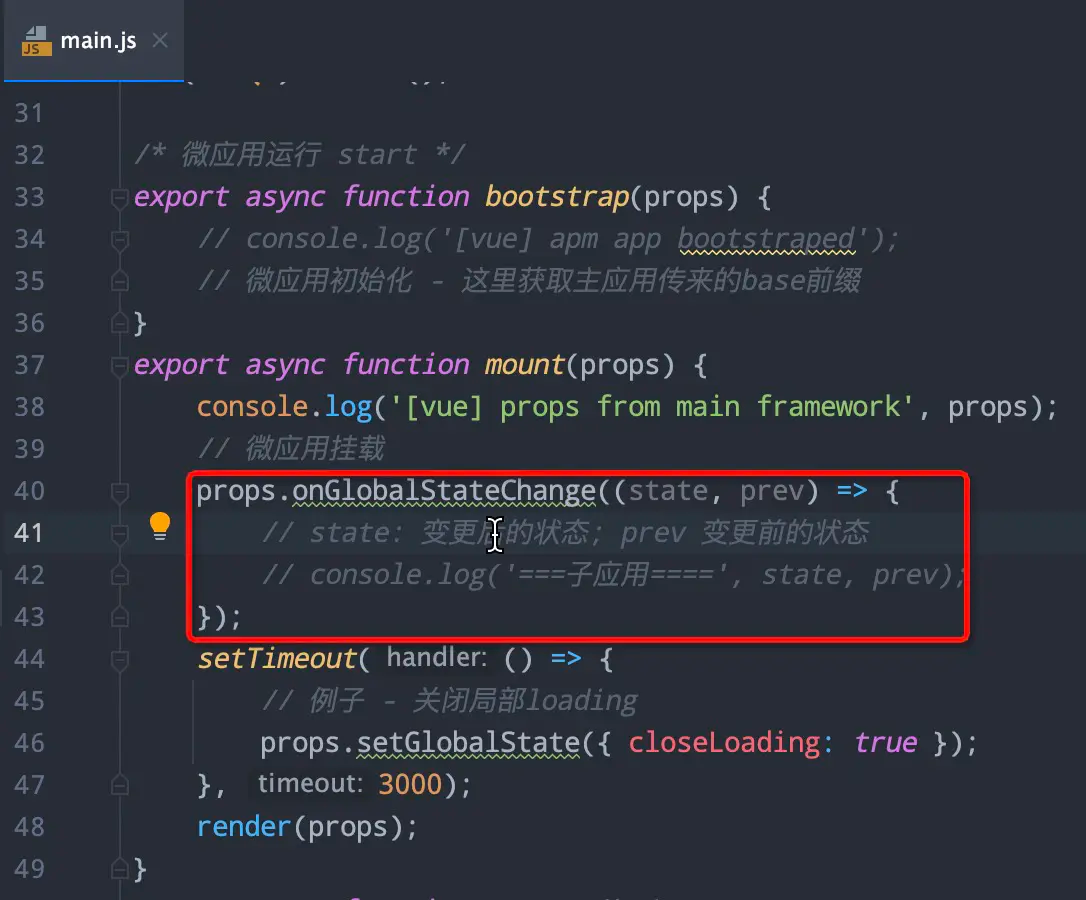 JS main.js
31
32 /* 微应用运行 start */
33 export async function bootstrap(props) {
34 // console.log('[vue] apm app bootstraped');
35 // 微应用初始化 - 这里获取主应用传来的base前缀
36 }
37 export async function mount(props) {
38 console.log('[vue] props from main framework', props);
39 // 微应用挂载
40 props.onGlobalStateChange((state, prev) => {
41 // state: 变更后的状态; prev 变更前的状态
42 // console.log('===子应用====', state, prev);
43 });
44 setTimeout( handler: () => {
45 // 例子 - 关闭局部loading
46 props.setGlobalState({ closeLoading: true });
47 }, timeout: 3000);
48 render(props);
49 }